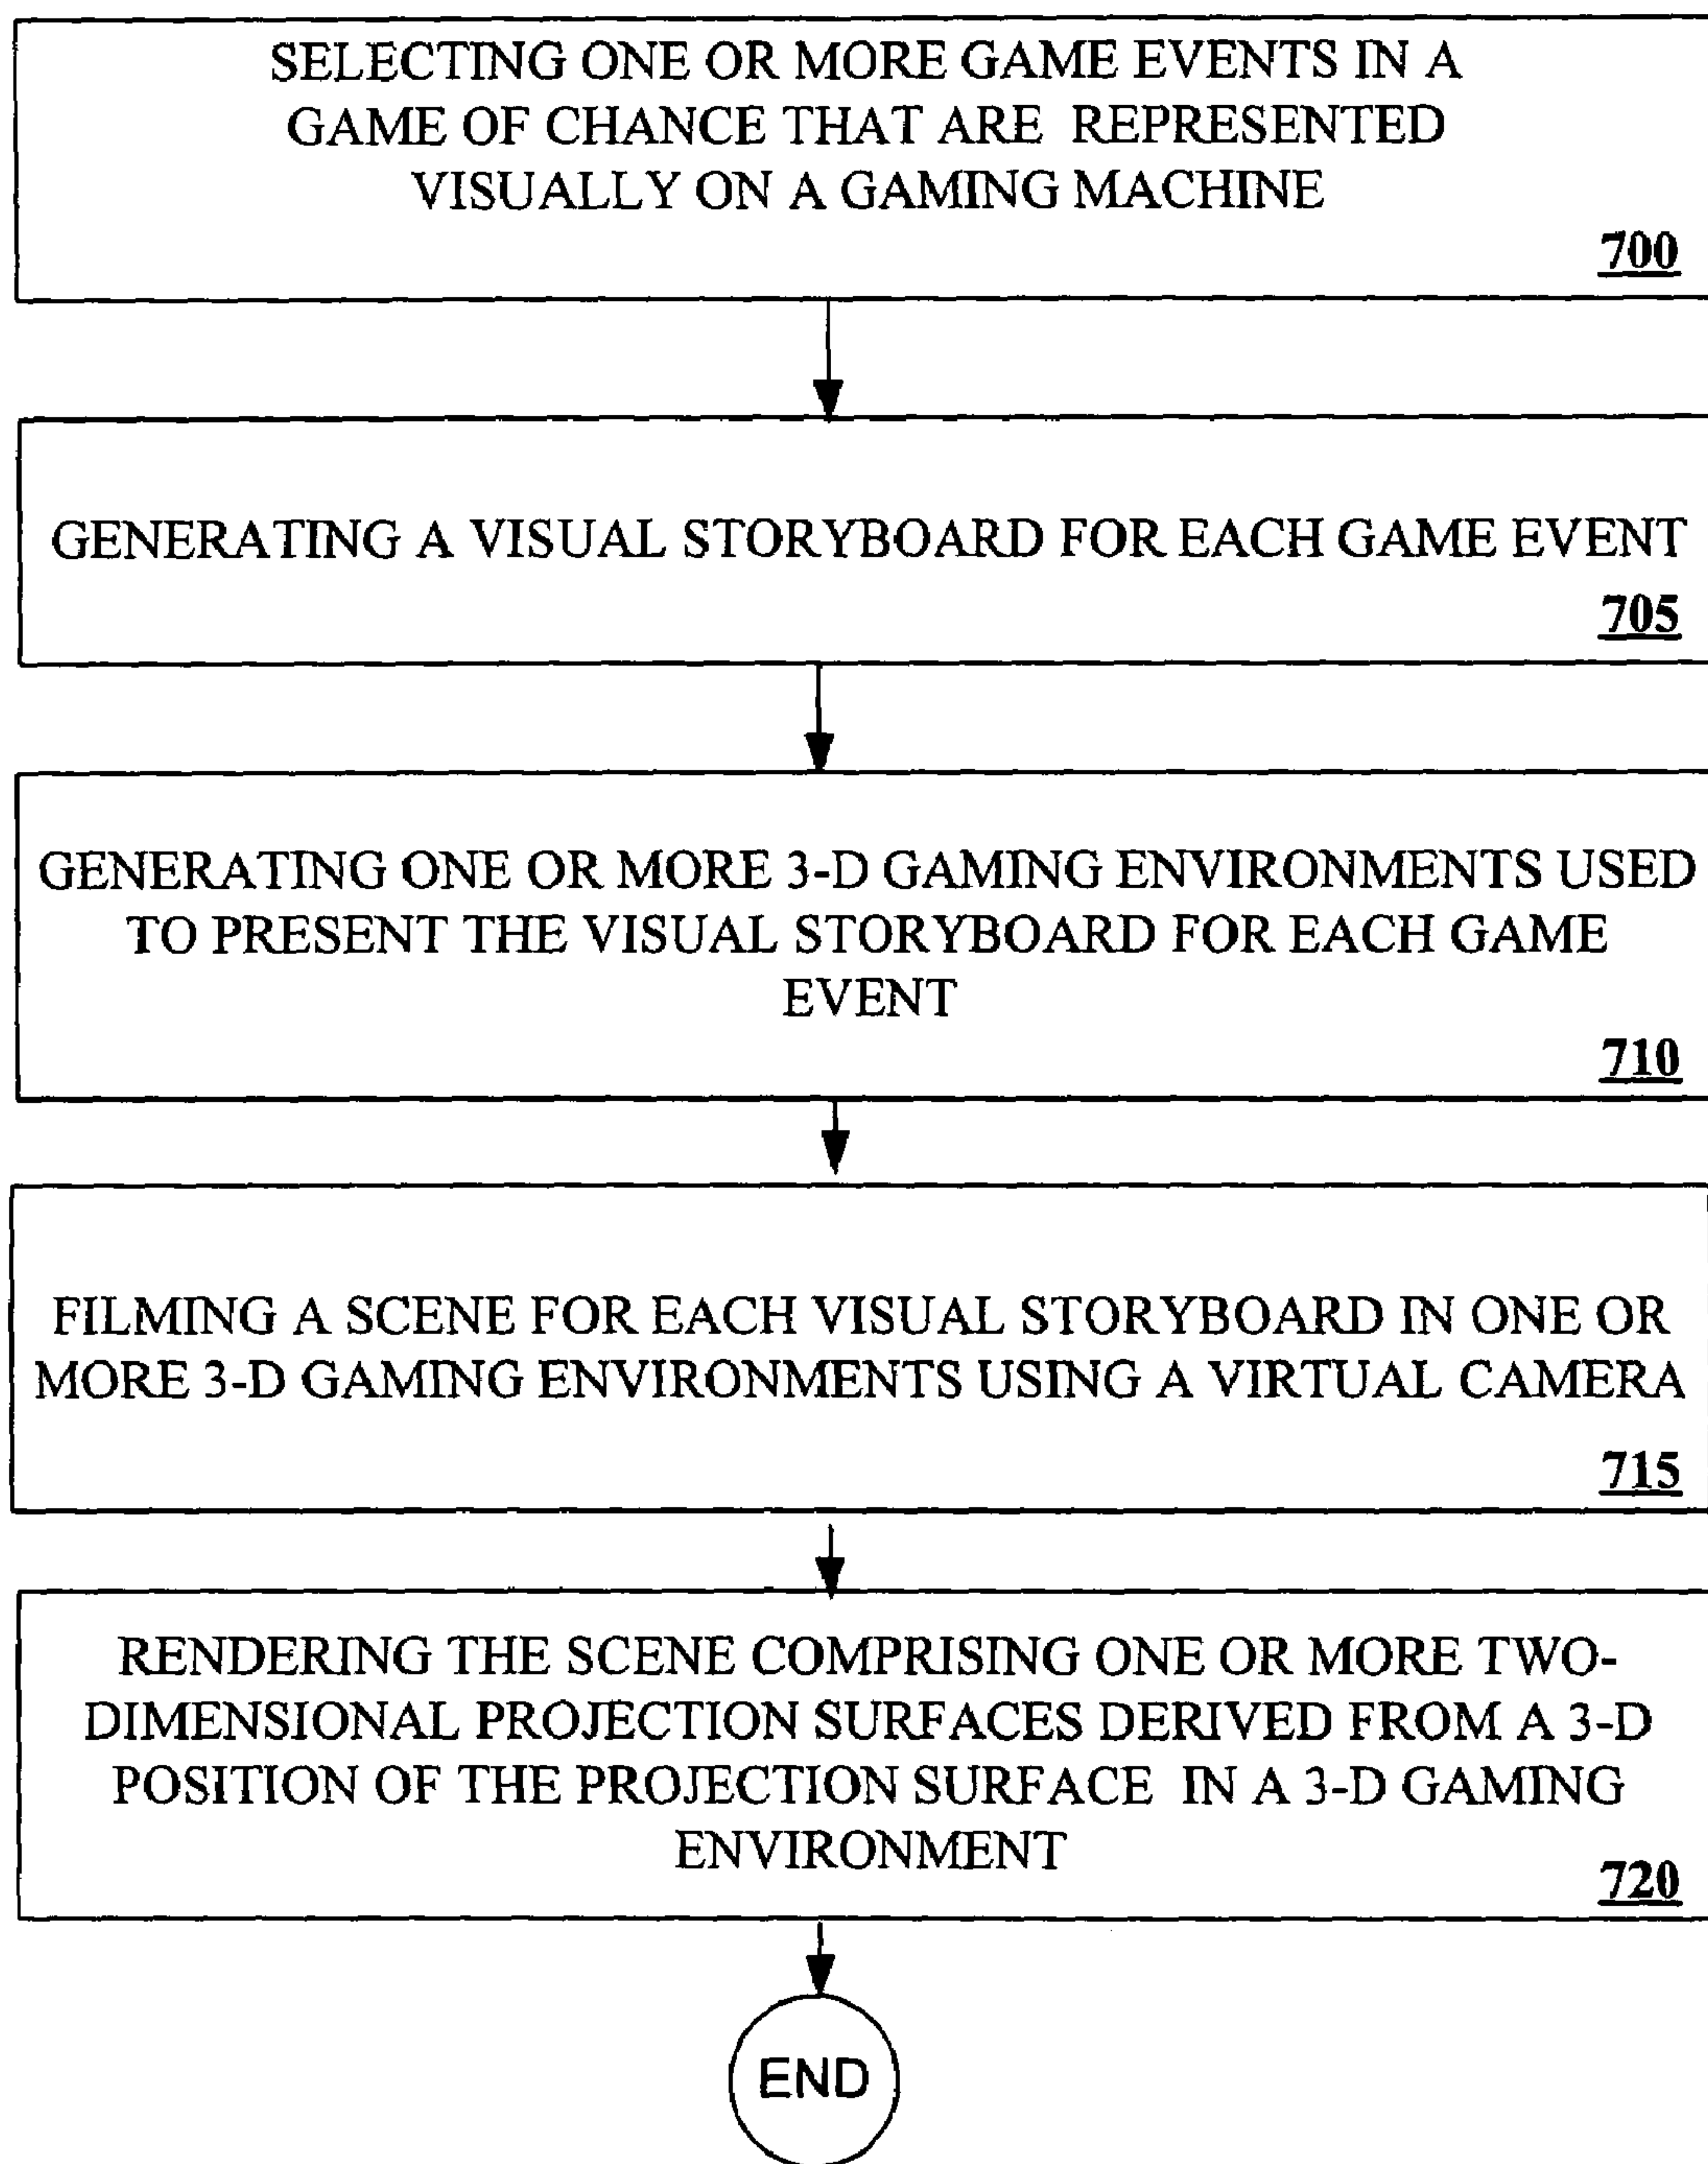 SELECTING ONE OR MORE GAME EVENTS IN A
GAME OF CHANCE THAT ARE REPRESENTED
VISUALLY ON A GAMING MACHINE
700
GENERATING A VISUAL STORYBOARD FOR EACH GAME EVENT
705
GENERATING ONE OR MORE 3-D GAMING ENVIRONMENTS USED
TO PRESENT THE VISUAL STORYBOARD FOR EACH GAME
EVENT
710
FILMING A SCENE FOR EACH VISUAL STORYBOARD IN ONE OR
MORE 3-D GAMING ENVIRONMENTS USING A VIRTUAL CAMERA
715
RENDERING THE SCENE COMPRISING ONE OR MORE TWO-
DIMENSIONAL PROJECTION SURFACES DERIVED FROM A 3-D
POSITION OF THE PROJECTION SURFACE IN A 3-D GAMING
ENVIRONMENT
720
END